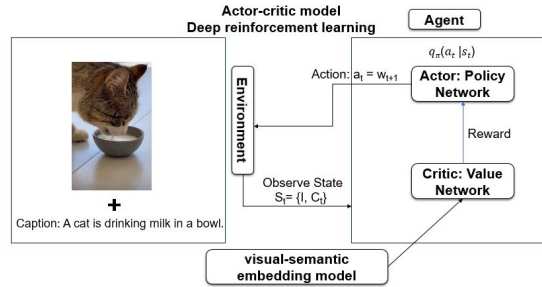 Actor-critic model
Deep reinforcement learning
Agent
qπ(at |st)
Action: at = wt+1
Actor: Policy
Network
Environment
Reward
Observe State
St= {I, Ct}
Critic: Value
Network
+
Caption: A cat is drinking milk in a bowl.
visual-semantic
embedding model